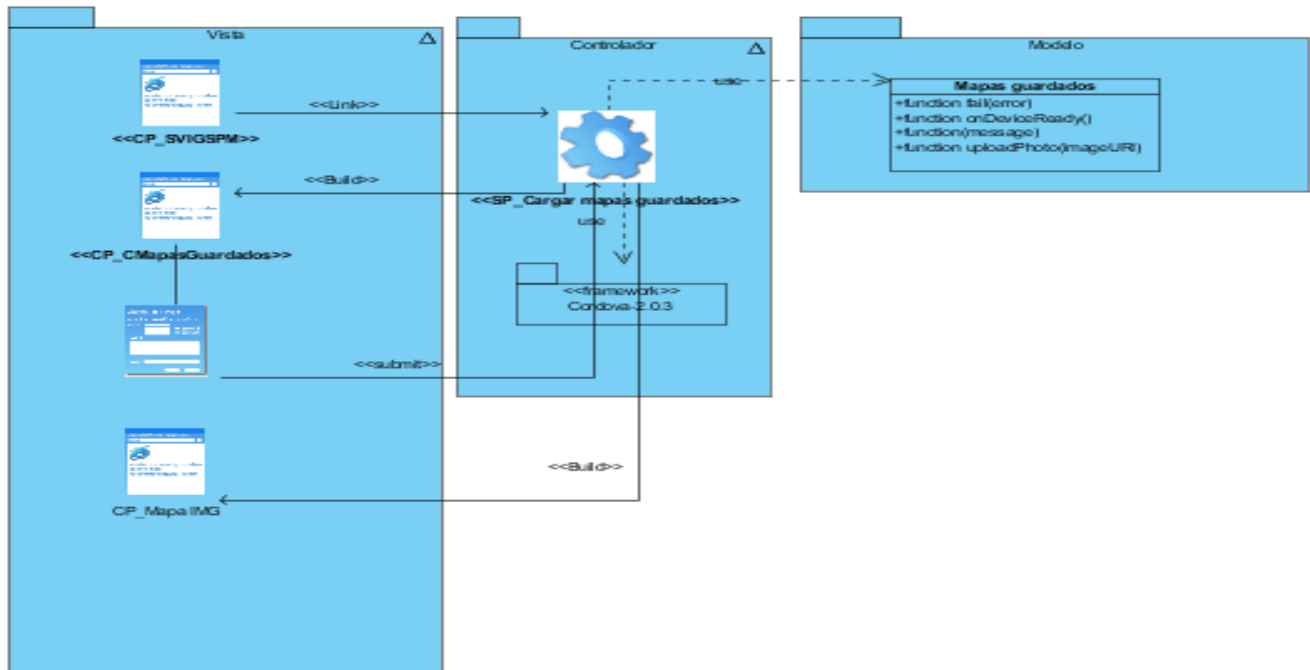 Vista
<<CP_SVIGSPM>>
<<Link>>
<<Build>>
<<CP_CMapasGuardados>>
<<submit>>
<<Build>>
CP_Mapa IMG
Controlador
<<SP_Cargar mapas guardados>>
use
<<framework>>
Cordova-2.0.3
use
Modelo
Mapas guardados
+function fail(error)
+function onDeviceReady()
+function(message)
+function uploadPhoto(imageURI)